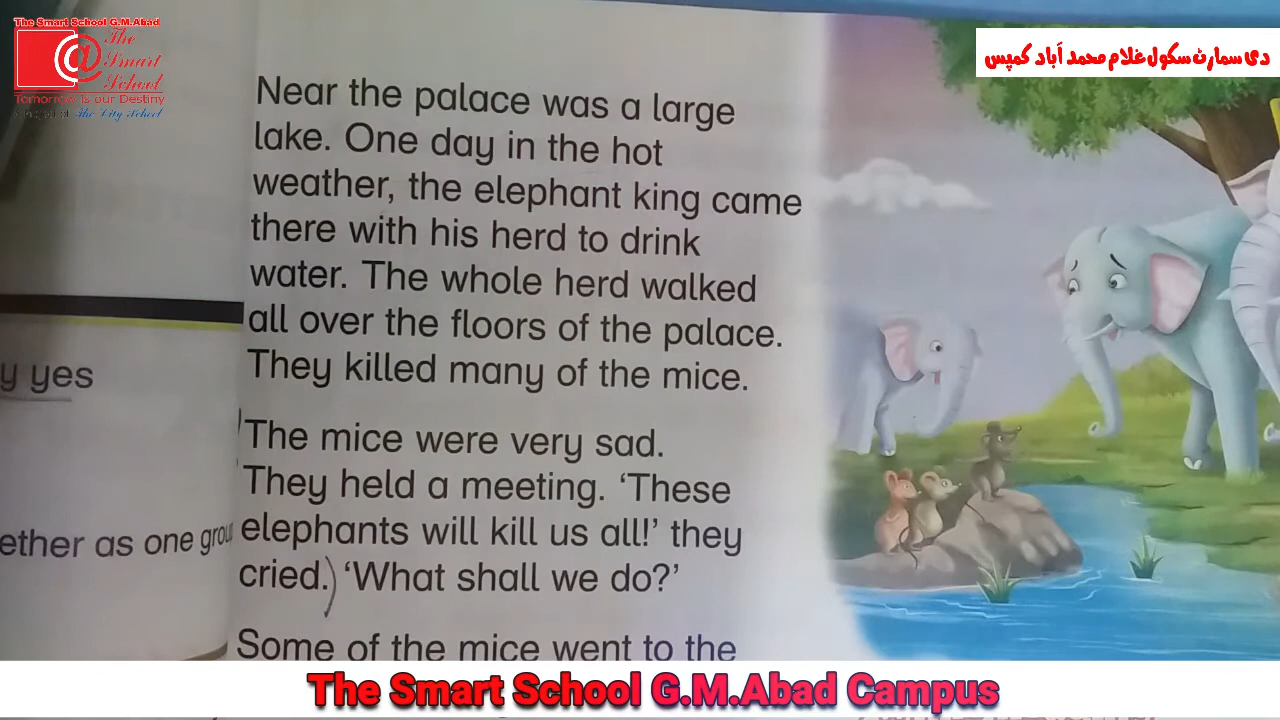 The Smart School G.M.Abad
The
Smart
School
Tomorrow is our Destiny
The City School
دی سمارٹ سکول غلام محمد آباد کمپس
Near the palace was a large
lake. One day in the hot
weather, the elephant king came
there with his herd to drink
water. The whole herd walked
all over the floors of the palace.
They killed many of the mice.
The mice were very sad.
They held a meeting. ‘These
elephants will kill us all!’ they
cried. ‘What shall we do?’
Some of the mice went to the
y yes
ether as one grou
The Smart School G.M.Abad Campus